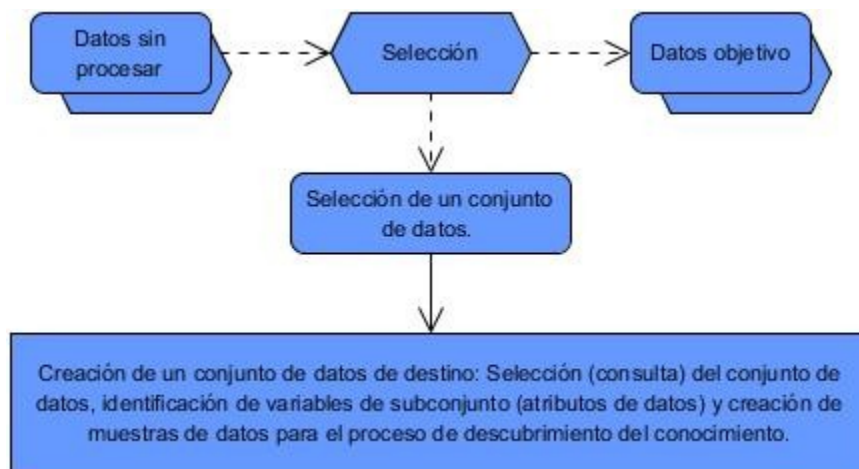 Datos sin
procesar
Selección
Datos objetivo
Selección de un conjunto
de datos.
Creación de un conjunto de datos de destino: Selección (consulta) del conjunto de
datos, identificación de variables de subconjunto (atributos de datos) y creación de
muestras de datos para el proceso de descubrimiento del conocimiento.